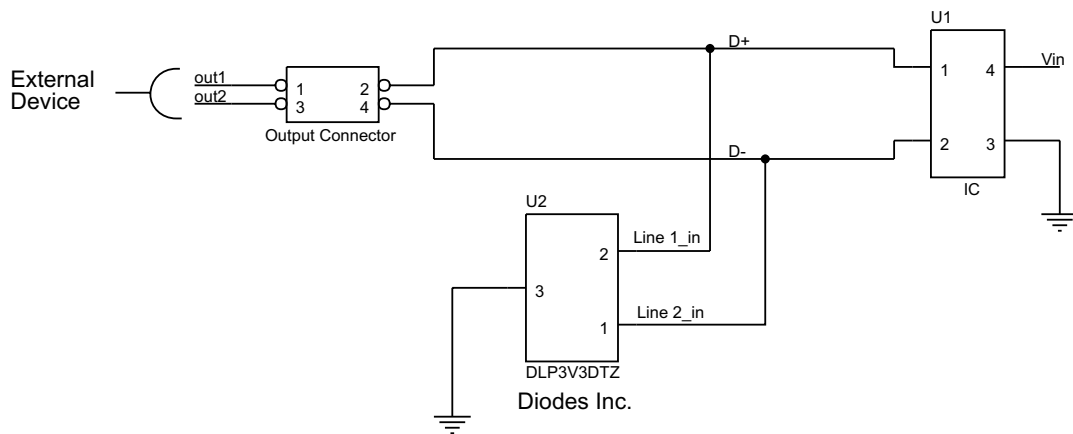 U1
D+
External
Device
out1
out2
1 2
3 4
Output Connector
1 4
Vin
2 3
IC
D-
U2
Line 1_in
2
3
Line 2_in
1
DLP3V3DTZ
Diodes Inc.